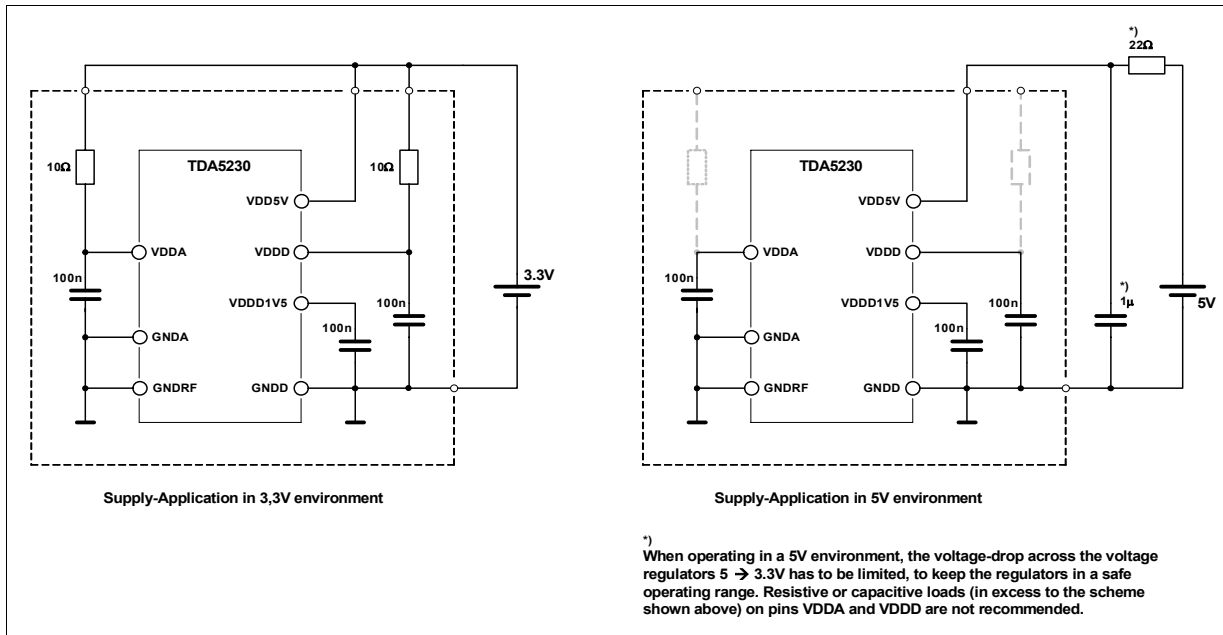 10Ω
TDA5230
10Ω
VDD5V
VDDA
VDDD
100n
VDDD1V5
3.3V
100n
100n
GNDA
GNDRF
GNDD
Supply-Application in 3,3V environment
*)
22Ω
TDA5230
VDD5V
VDDA
VDDD
100n
VDDD1V5
100n
100n
*)
1µ
5V
GNDA
GNDRF
GNDD
Supply-Application in 5V environment
*)
When operating in a 5V environment, the voltage-drop across the voltage
regulators 5 → 3.3V has to be limited, to keep the regulators in a safe
operating range. Resistive or capacitive loads (in excess to the scheme
shown above) on pins VDDA and VDDD are not recommended.